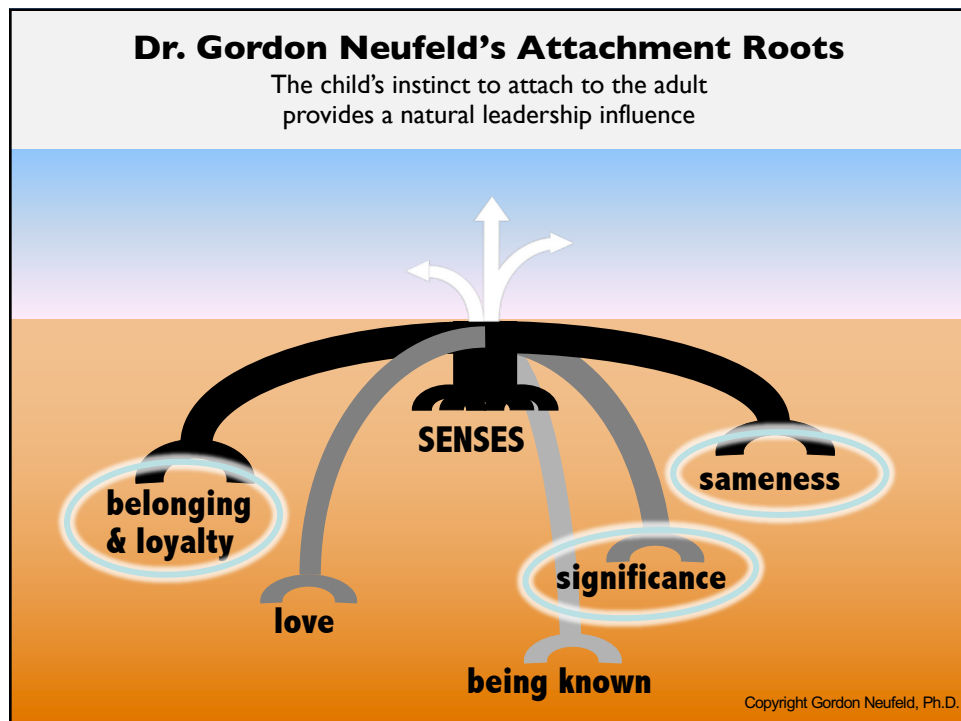 Dr. Gordon Neufeld’s Attachment Roots
The child’s instinct to attach to the adult
provides a natural leadership influence
SENSES
sameness
belonging
& loyalty
significance
love
being known
Copyright Gordon Neufeld, Ph.D.